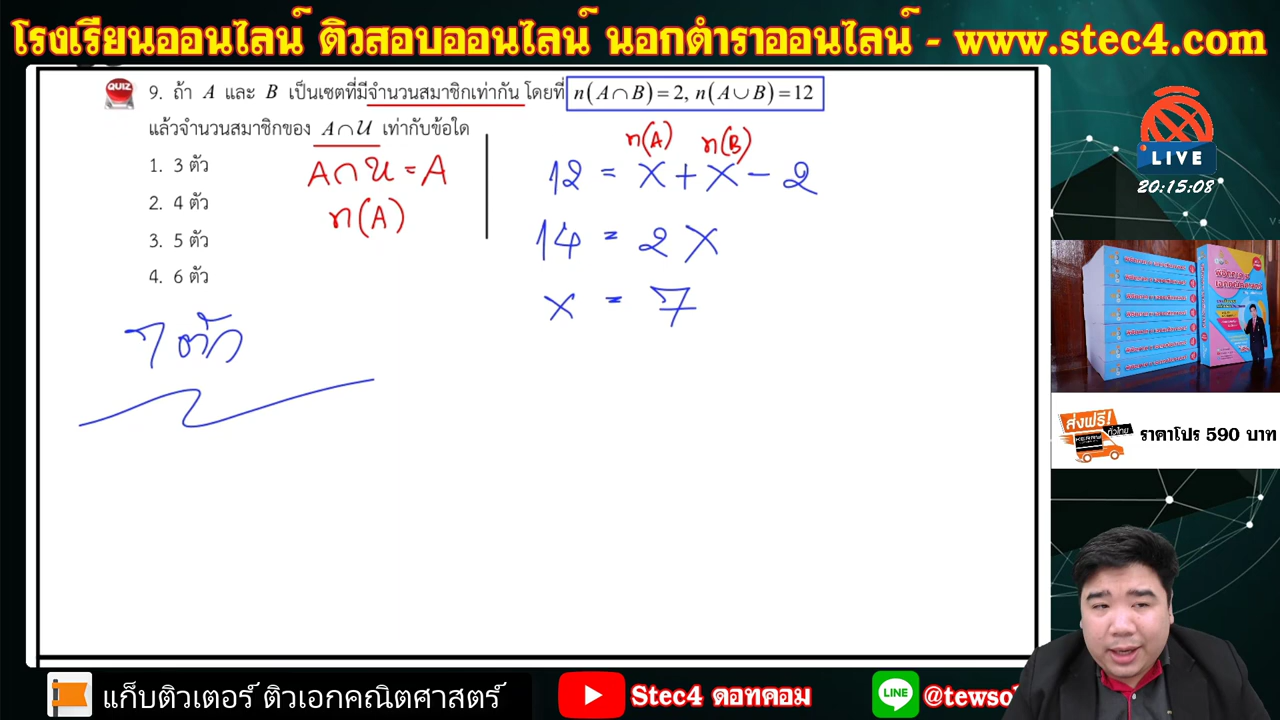 โรงเรียนออนไลน์ ติวสอบออนไลน์ นอกตำราออนไลน์ - www.stec4.com
QUIZ
9. ถ้า A และ B เป็นเซตที่มีจำนวนสมาชิกเท่ากัน โดยที่ n(A∩B)=2, n(A∪B)=12
แล้วจำนวนสมาชิกของ A∩U เท่ากับข้อใด
1. 3 ตัว
2. 4 ตัว
3. 5 ตัว
4. 6 ตัว
A∩U = A
n(A)
n(A) n(B)
12 = x + x - 2
14 = 2x
x = 7
7 ตัว
LIVE
20:15:08
ส่งฟรี!
ทั่วไทย
ราคาโปร 590 บาท
แก็บติวเตอร์ ติวเอกคณิตศาสตร์
Stec4 ดอทคอม
LINE